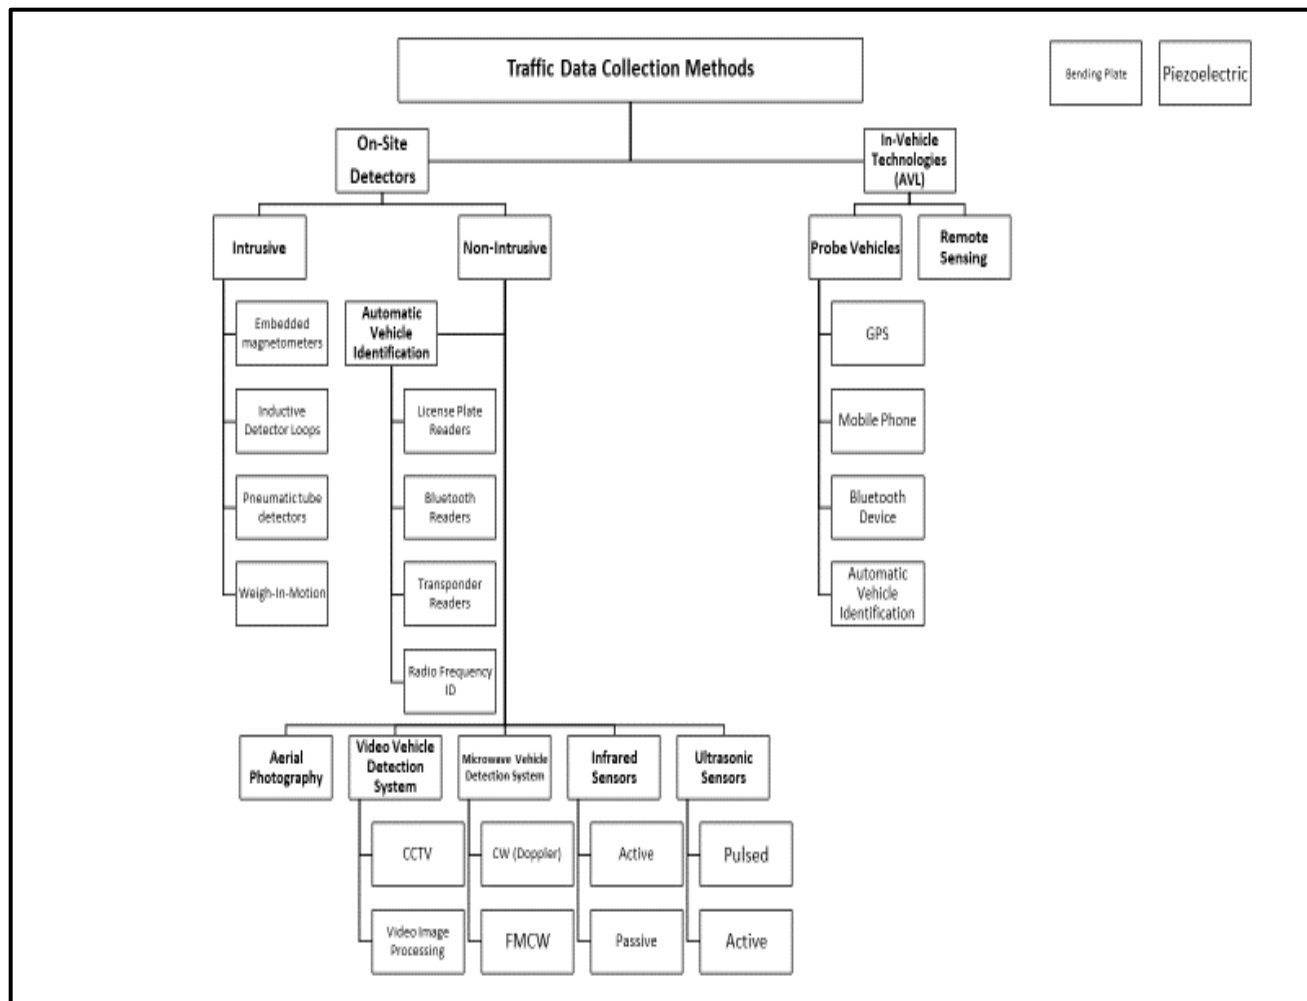 Traffic Data Collection Methods
Bending Plate
Piezoelectric
On-Site
Detectors
In-Vehicle
Technologies
(AVL)
Intrusive
Non-Intrusive
Probe Vehicles
Remote
Sensing
Embedded
magnetometers
Automatic
Vehicle
Identification
GPS
Inductive
Detector Loops
License Plate
Readers
Mobile Phone
Pneumatic tube
detectors
Bluetooth
Readers
Bluetooth
Device
Weigh-In-Motion
Transponder
Readers
Automatic
Vehicle
Identification
Radio Frequency
ID
Aerial
Photography
Video Vehicle
Detection
System
Microwave Vehicle
Detection System
Infrared
Sensors
Ultrasonic
Sensors
CCTV
CW (Doppler)
Active
Pulsed
Video Image
Processing
FMCW
Passive
Active